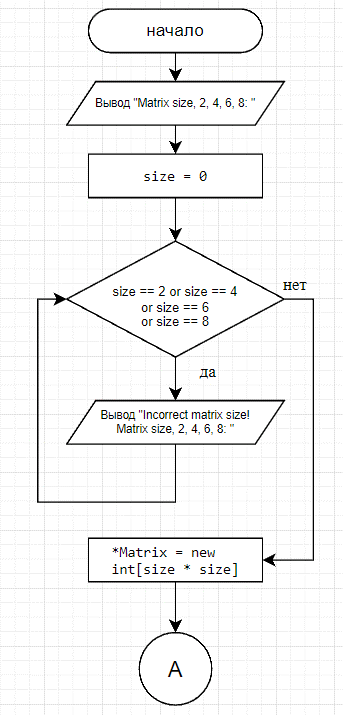 начало
Вывод "Matrix size, 2, 4, 6, 8: "
size = 0
size == 2 or size == 4
or size == 6
or size == 8
нет
да
Вывод "Incorrect matrix size!
Matrix size, 2, 4, 6, 8: "
*Matrix = new
int[size * size]
A